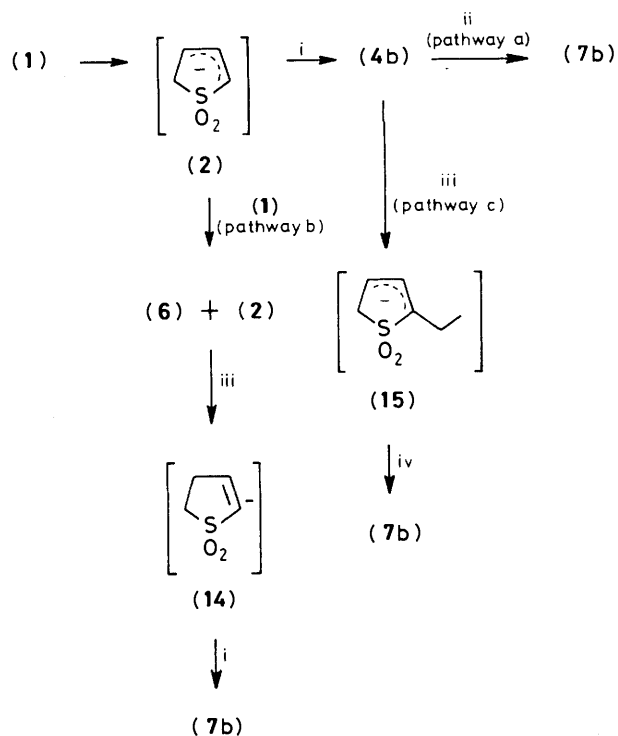 (1) [ − S O2 ] i (4b) ii (pathway a) (7b)
(2)
(1)
(pathway b)
iii
(pathway c)
(6) + (2)
[ − S O2 ]
(15)
iii
iv
[ − S O2 ]
(7b)
(14)
i
(7b)